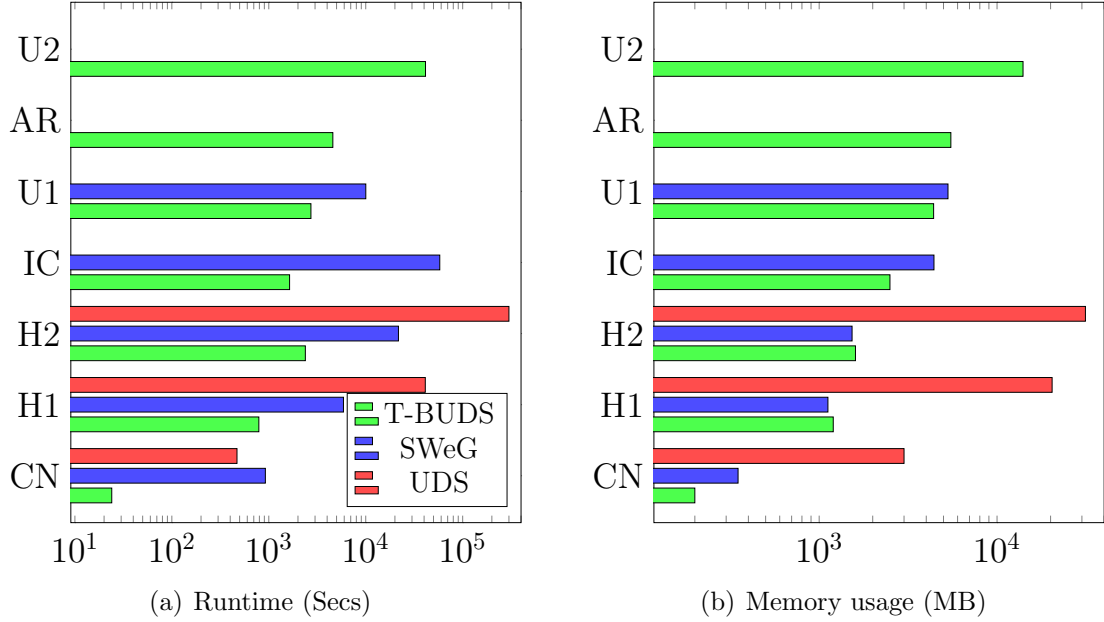 U2
AR
U1
IC
H2
H1
CN
T-BUDS
SWeG
UDS
10^1 10^2 10^3 10^4 10^5
(a) Runtime (Secs)
U2
AR
U1
IC
H2
H1
CN
10^3 10^4
(b) Memory usage (MB)